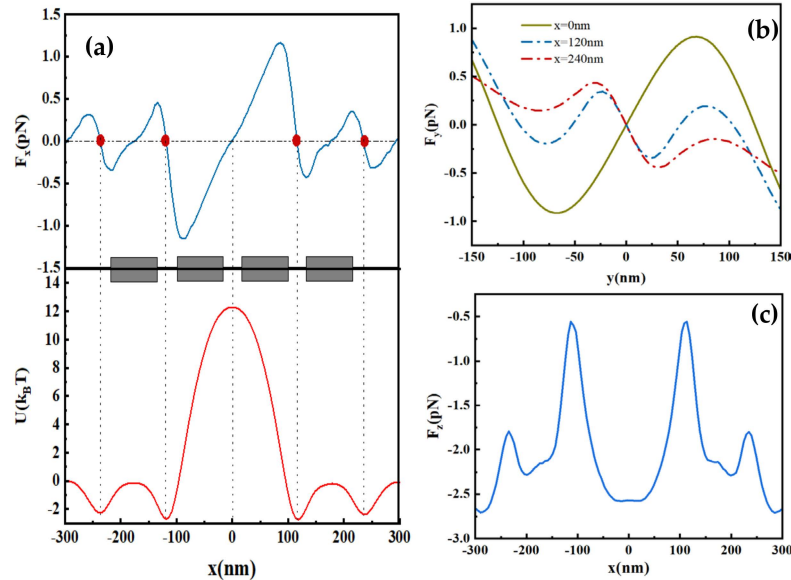 (a)
1.5
1.0
0.5
0.0
-0.5
-1.0
-1.5
Fx(pN)
14
12
10
8
6
4
2
0
-2
U(kBT)
-300 -200 -100 0 100 200 300
x(nm)
(b)
x=0nm
x=120nm
x=240nm
1.0
0.5
0.0
-0.5
-1.0
Fy(pN)
-150 -100 -50 0 50 100 150
y(nm)
(c)
-0.5
-1.0
-1.5
-2.0
-2.5
-3.0
Fz(pN)
-300 -200 -100 0 100 200 300
x(nm)